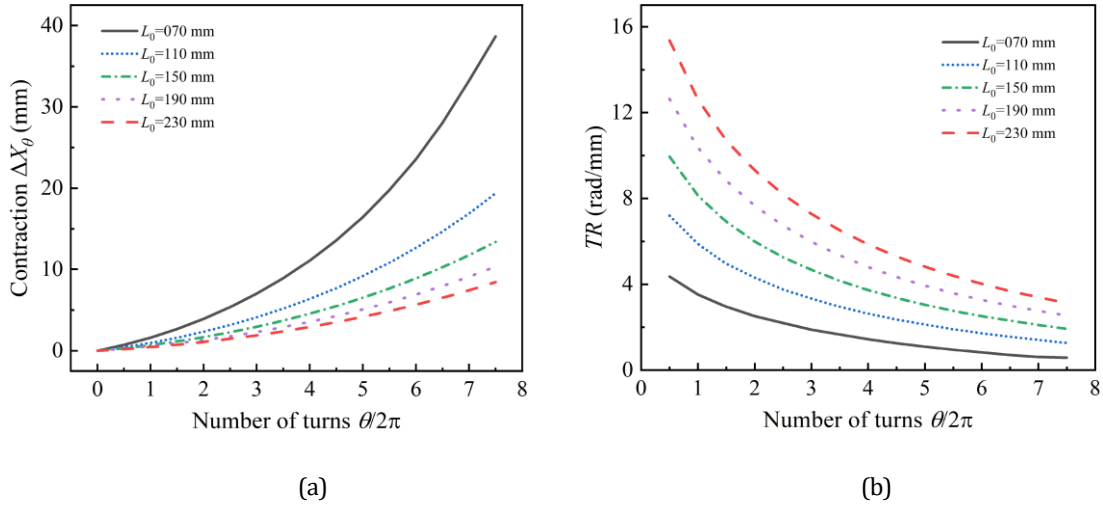 40
30
20
10
0
Contraction ΔX_θ (mm)
L₀=070 mm
L₀=110 mm
L₀=150 mm
L₀=190 mm
L₀=230 mm
0 1 2 3 4 5 6 7 8
Number of turns θ/2π
(a)
16
12
8
4
0
TR (rad/mm)
L₀=070 mm
L₀=110 mm
L₀=150 mm
L₀=190 mm
L₀=230 mm
0 1 2 3 4 5 6 7 8
Number of turns θ/2π
(b)